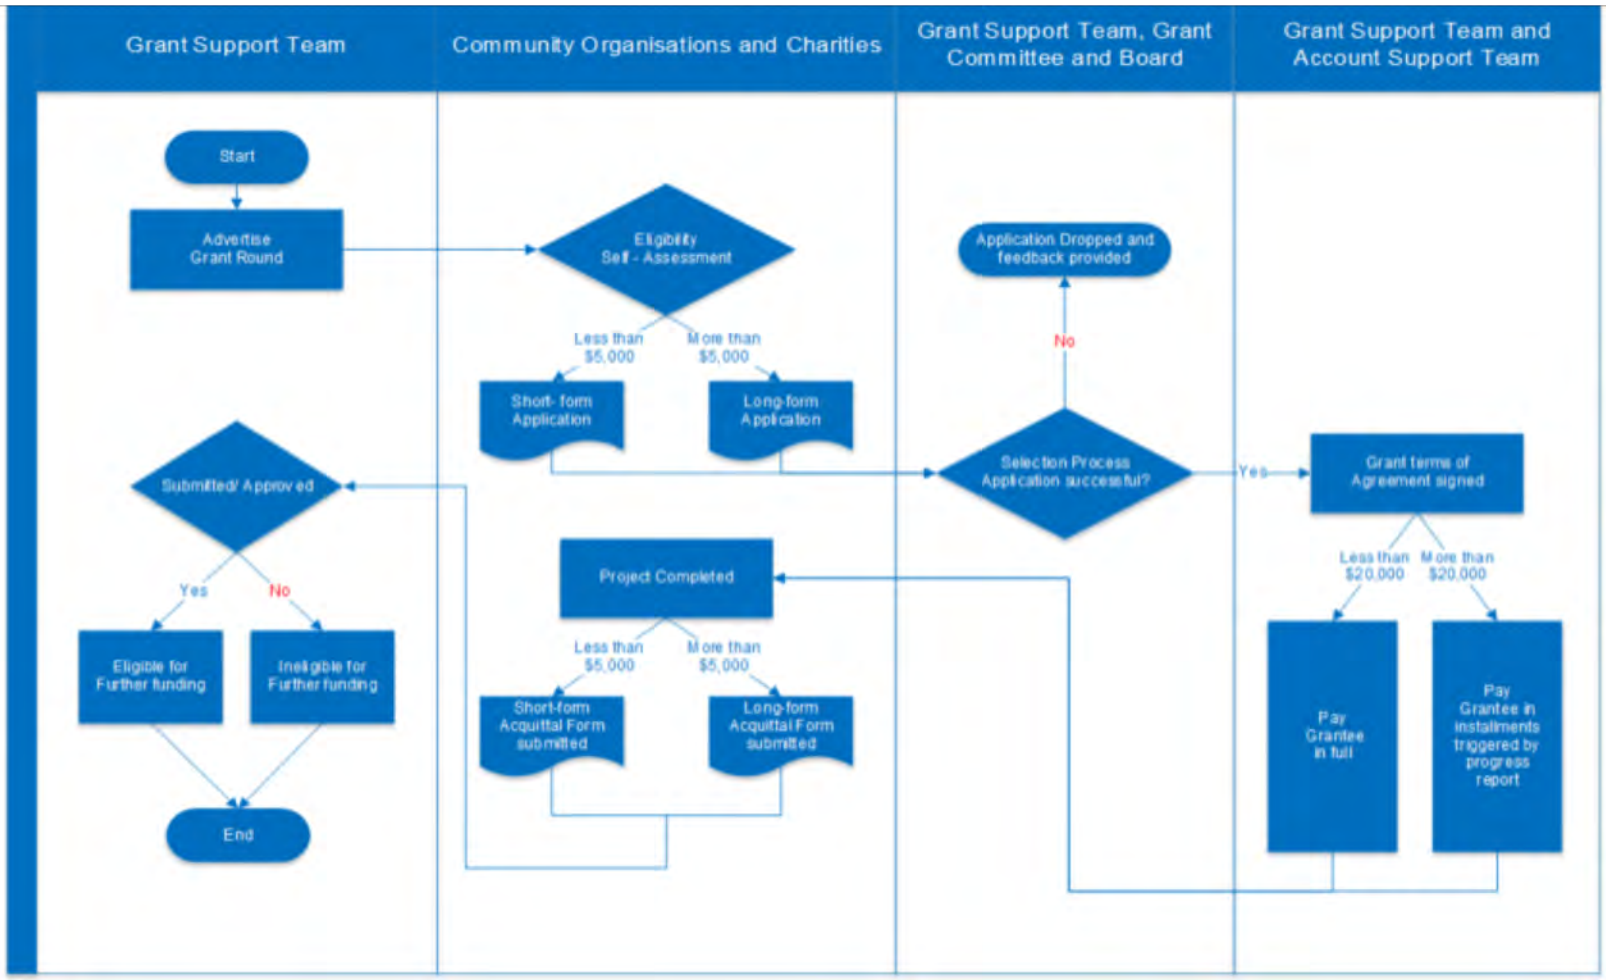 Grant Support Team
Community Organisations and Charities
Grant Support Team, Grant
Committee and Board
Grant Support Team and
Account Support Team
Start
Advertise
Grant Round
Eligibility
Self - Assessment
Less than
$5,000
More than
$5,000
Short- form
Application
Long-form
Application
Application Dropped and
feedback provided
No
Selection Process
Application successful?
Yes
Grant terms of
Agreement signed
Less than
$20,000
More than
$20,000
Pay
Grantee
in full
Pay
Grantee in
installments
triggered by
progress
report
Project Completed
Less than
$5,000
More than
$5,000
Short-form
Acquittal Form
submitted
Long-form
Acquittal Form
submitted
Submitted/ Approved
Yes
No
Eligible for
Further funding
Ineligible for
Further funding
End